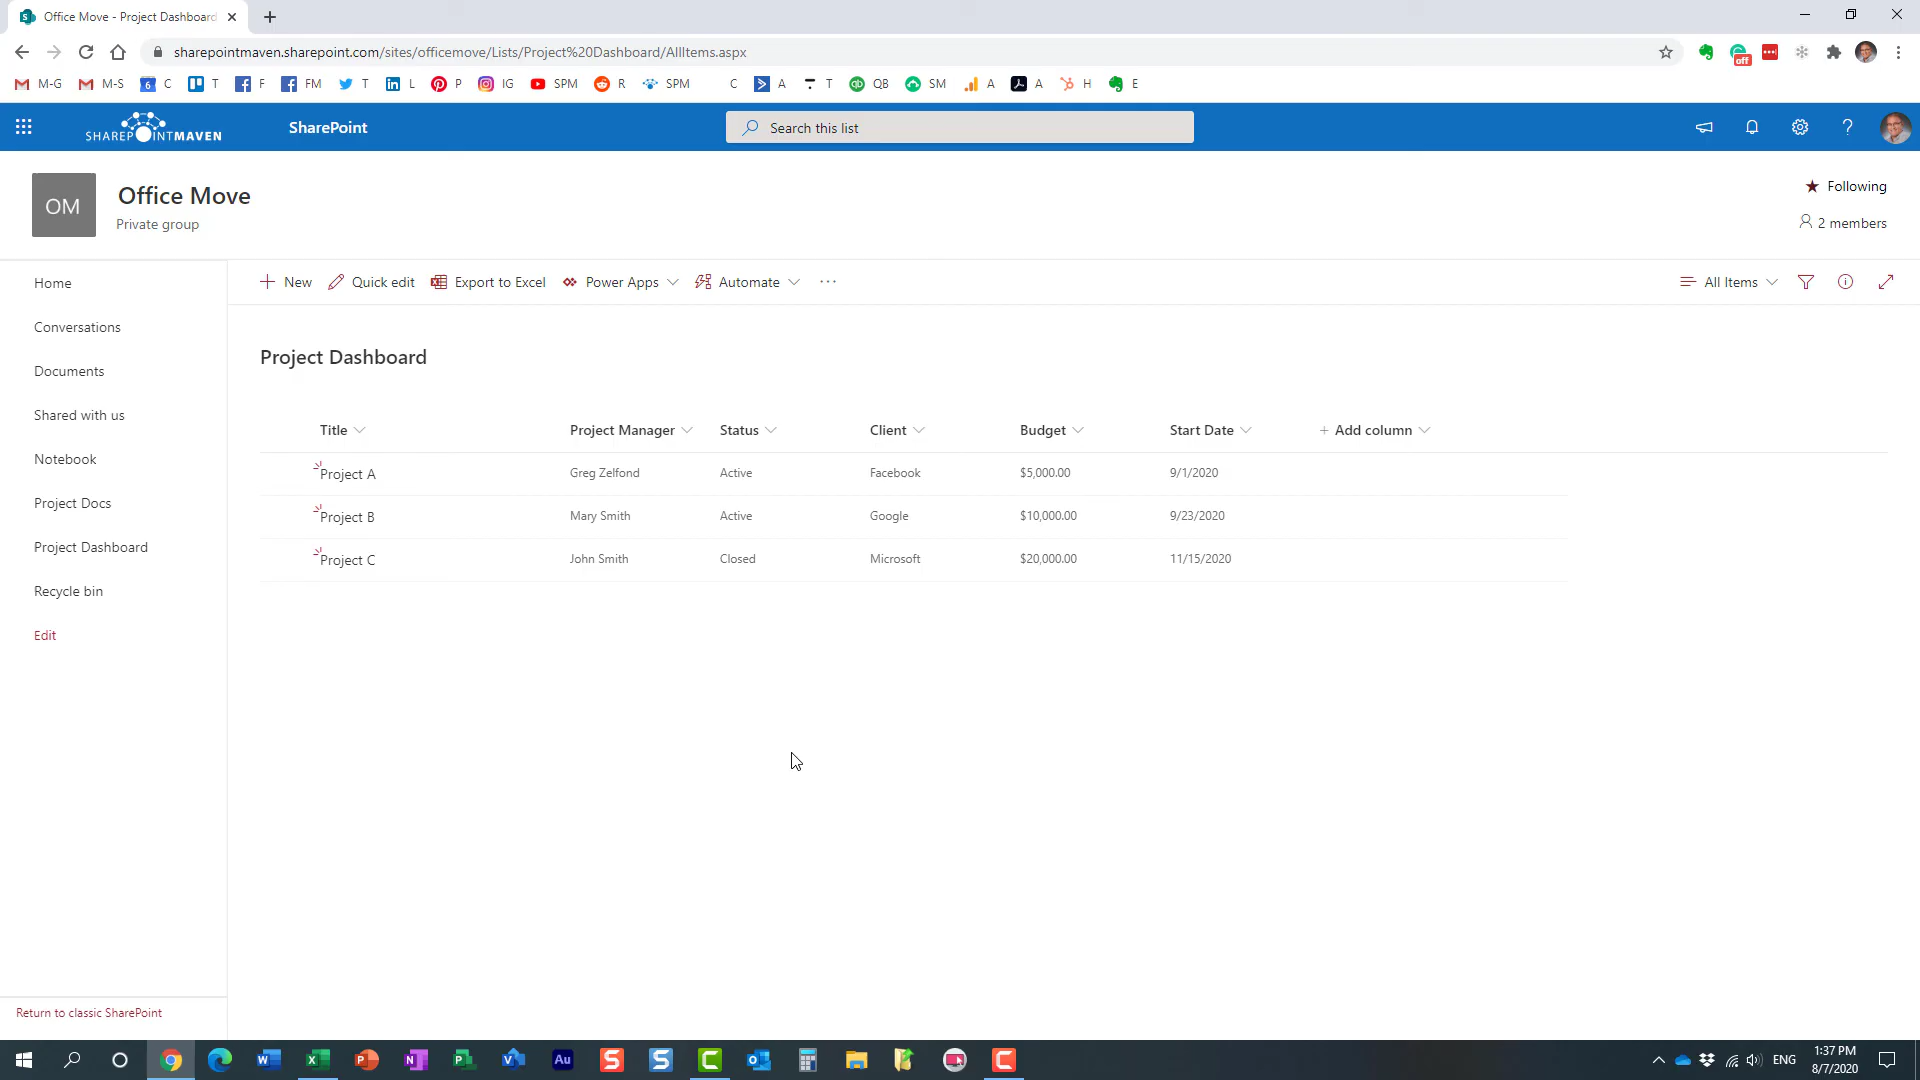 Office Move - Project Dashboard
sharepointmaven.sharepoint.com/sites/officemove/Lists/Project%20Dashboard/AllItems.aspx
off
M-G M-S 6 C T F FM T L P IG SPM R SPM C A T QB SM A A H E
SHAREPOINTMAVEN SharePoint Search this list
OM Office Move
Private group
Following
2 members
New Quick edit Export to Excel Power Apps Automate ··· All Items
Home
Conversations
Documents
Shared with us
Notebook
Project Docs
Project Dashboard
Recycle bin
Edit
Project Dashboard
Title Project Manager Status Client Budget Start Date + Add column
Project A Greg Zelfond Active Facebook $5,000.00 9/1/2020
Project B Mary Smith Active Google $10,000.00 9/23/2020
Project C John Smith Closed Microsoft $20,000.00 11/15/2020
Return to classic SharePoint
ENG 1:37 PM
8/7/2020